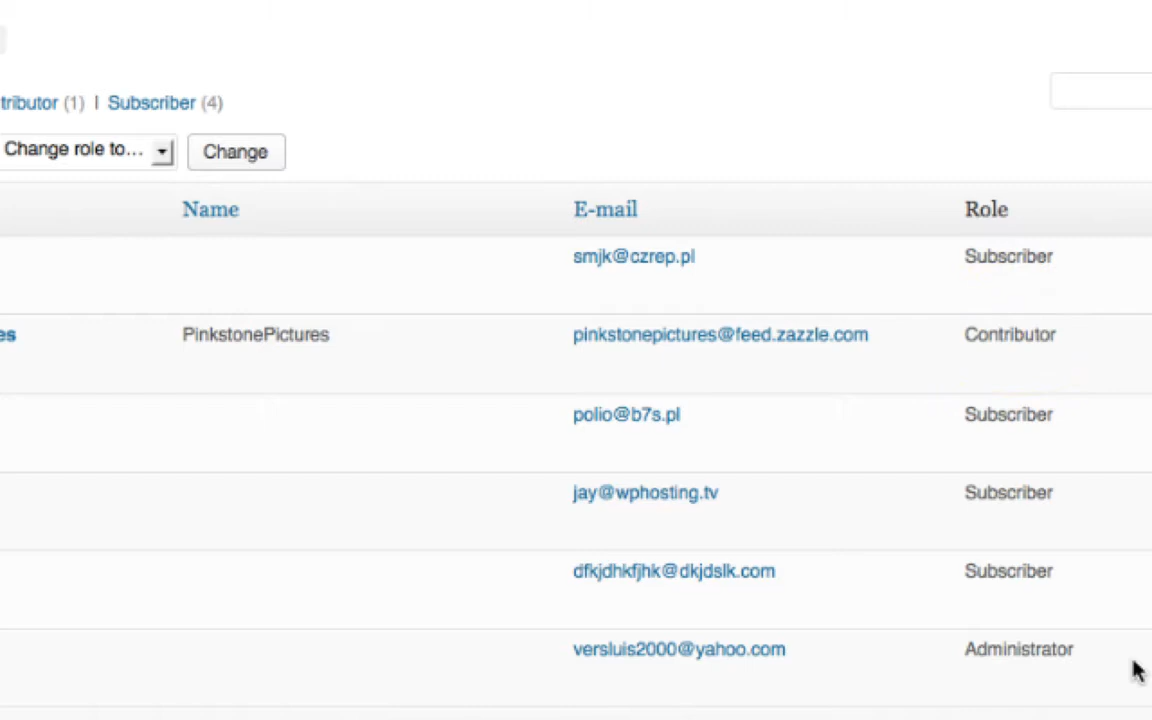 tributor (1) | Subscriber (4)
Change role to... Change
Name E-mail Role
smjk@czrep.pl Subscriber
es PinkstonePictures pinkstonepictures@feed.zazzle.com Contributor
polio@b7s.pl Subscriber
jay@wphosting.tv Subscriber
dfkjdhkfjhk@dkjdslk.com Subscriber
versluis2000@yahoo.com Administrator